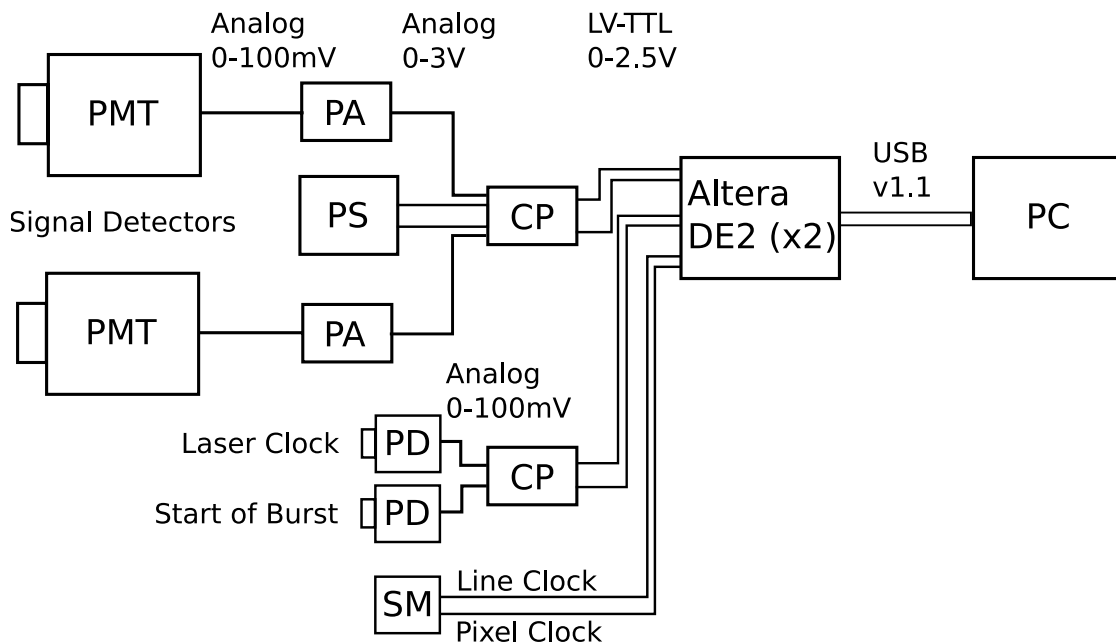 Analog
0-100mV
Analog
0-3V
LV-TTL
0-2.5V
PMT
PA
USB
v1.1
Signal Detectors
PS
CP
Altera
DE2 (x2)
PC
PMT
PA
Analog
0-100mV
Laser Clock
PD
CP
Start of Burst
PD
SM
Line Clock
Pixel Clock